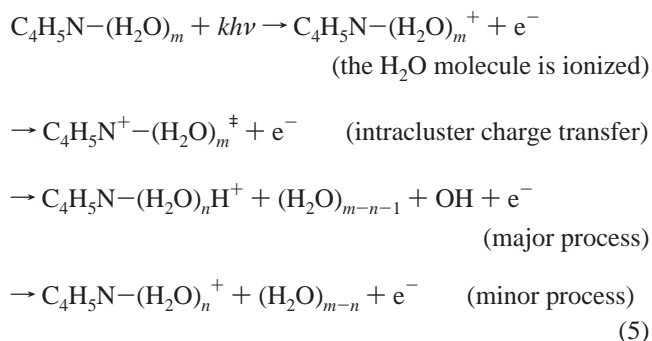 C₄H₅N−(H₂O)ₘ + khν → C₄H₅N−(H₂O)ₘ⁺ + e⁻
(the H₂O molecule is ionized)
→ C₄H₅N⁺−(H₂O)ₘ‡ + e⁻ (intracluster charge transfer)
→ C₄H₅N−(H₂O)ₙH⁺ + (H₂O)ₘ₋ₙ₋₁ + OH + e⁻
(major process)
→ C₄H₅N−(H₂O)ₙ⁺ + (H₂O)ₘ₋ₙ + e⁻ (minor process)
(5)